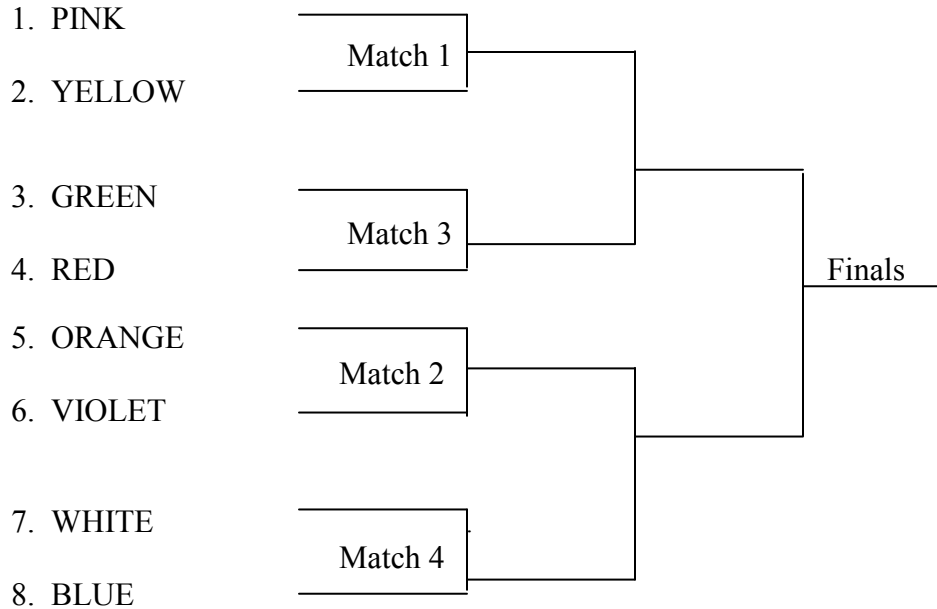 1. PINK
Match 1
2. YELLOW
3. GREEN
Match 3
4. RED
Finals
5. ORANGE
Match 2
6. VIOLET
7. WHITE
Match 4
8. BLUE